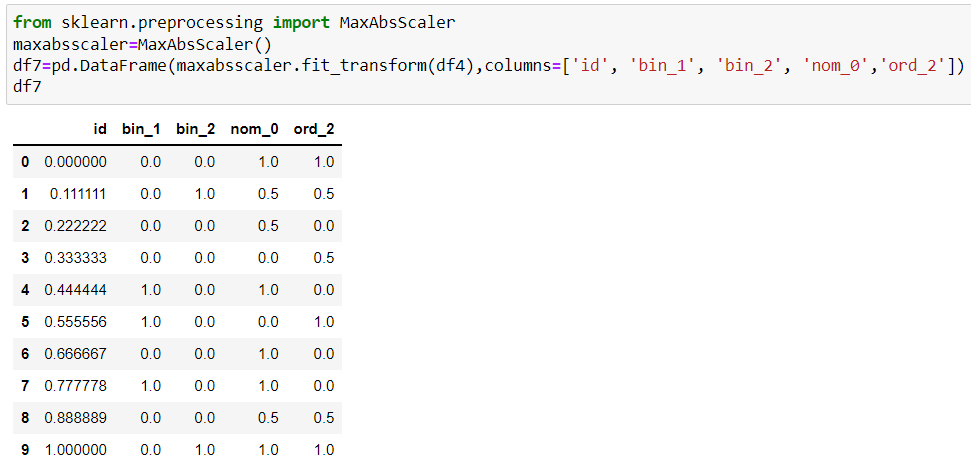 from sklearn.preprocessing import MaxAbsScaler
maxabsscaler=MaxAbsScaler()
df7=pd.DataFrame(maxabsscaler.fit_transform(df4),columns=['id', 'bin_1', 'bin_2', 'nom_0','ord_2'])
df7
id bin_1 bin_2 nom_0 ord_2
0 0.000000 0.0 0.0 1.0 1.0
1 0.111111 0.0 1.0 0.5 0.5
2 0.222222 0.0 0.0 0.5 0.0
3 0.333333 0.0 0.0 0.0 0.5
4 0.444444 1.0 0.0 1.0 0.0
5 0.555556 1.0 0.0 0.0 1.0
6 0.666667 0.0 0.0 1.0 0.0
7 0.777778 1.0 0.0 1.0 0.0
8 0.888889 0.0 0.0 0.5 0.5
9 1.000000 0.0 1.0 1.0 1.0